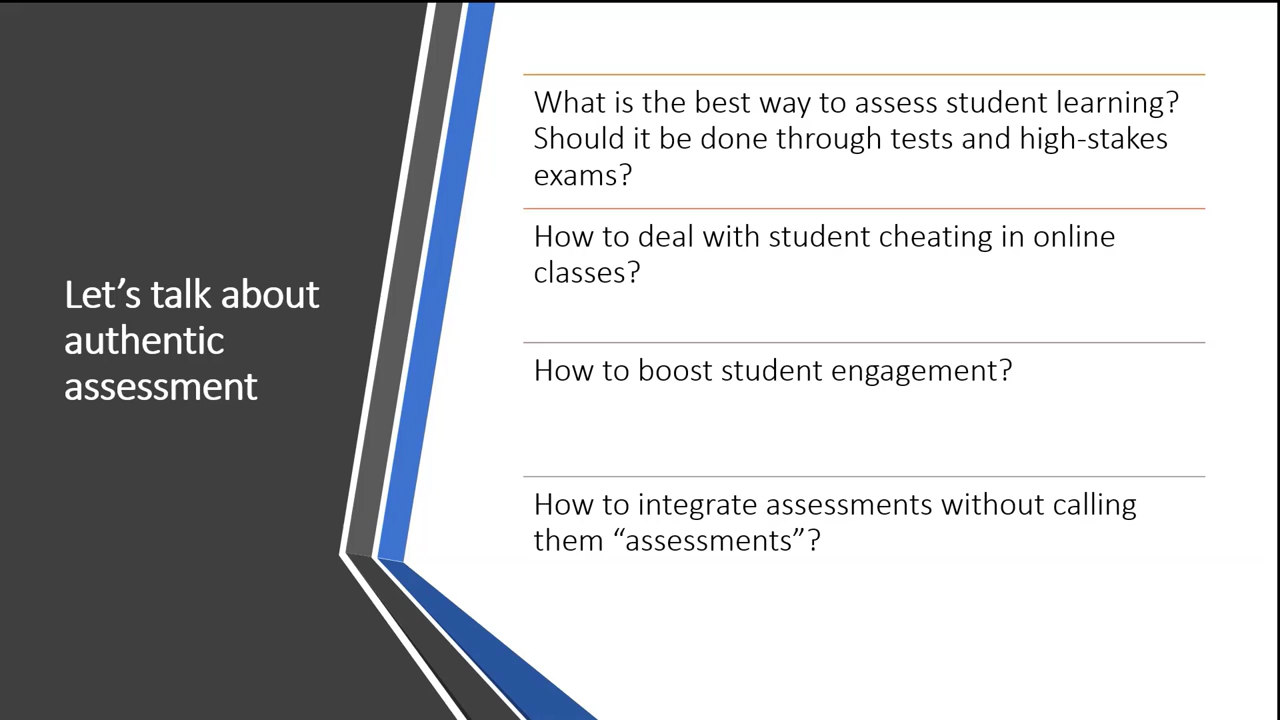 Let’s talk about
authentic
assessment
What is the best way to assess student learning?
Should it be done through tests and high-stakes
exams?
How to deal with student cheating in online
classes?
How to boost student engagement?
How to integrate assessments without calling
them “assessments”?